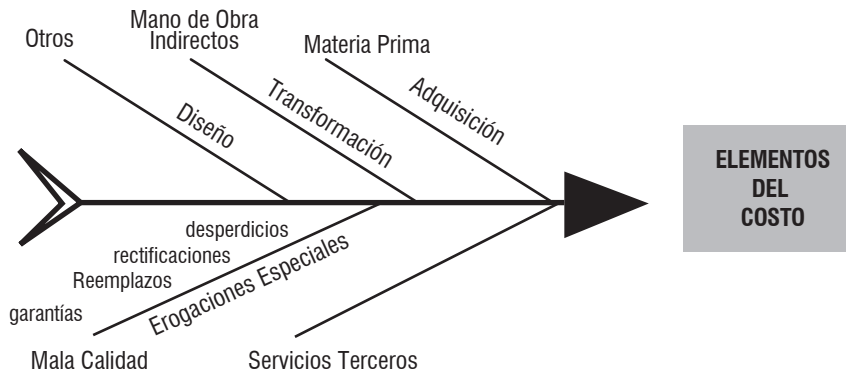 Otros
Mano de Obra
Indirectos
Materia Prima
Diseño
Transformación
Adquisición
ELEMENTOS
DEL
COSTO
desperdicios
rectificaciones
Reemplazos
garantías
Erogaciones Especiales
Mala Calidad
Servicios Terceros